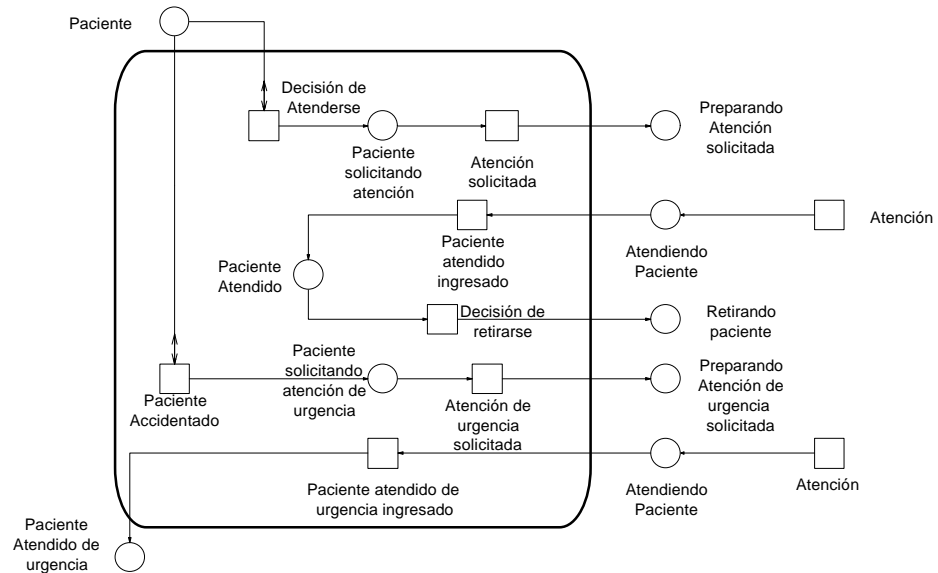 Paciente
Decisión de
Atenderse
Paciente
solicitando
atención
Atención
solicitada
Preparando
Atención
solicitada
Paciente
atendido
ingresado
Atendiendo
Paciente
Atención
Paciente
Atendido
Decisión de
retirarse
Retirando
paciente
Paciente
Accidentado
Paciente
solicitando
atención de
urgencia
Atención de
urgencia
solicitada
Preparando
Atención de
urgencia
solicitada
Paciente atendido de
urgencia ingresado
Atendiendo
Paciente
Atención
Paciente
Atendido de
urgencia